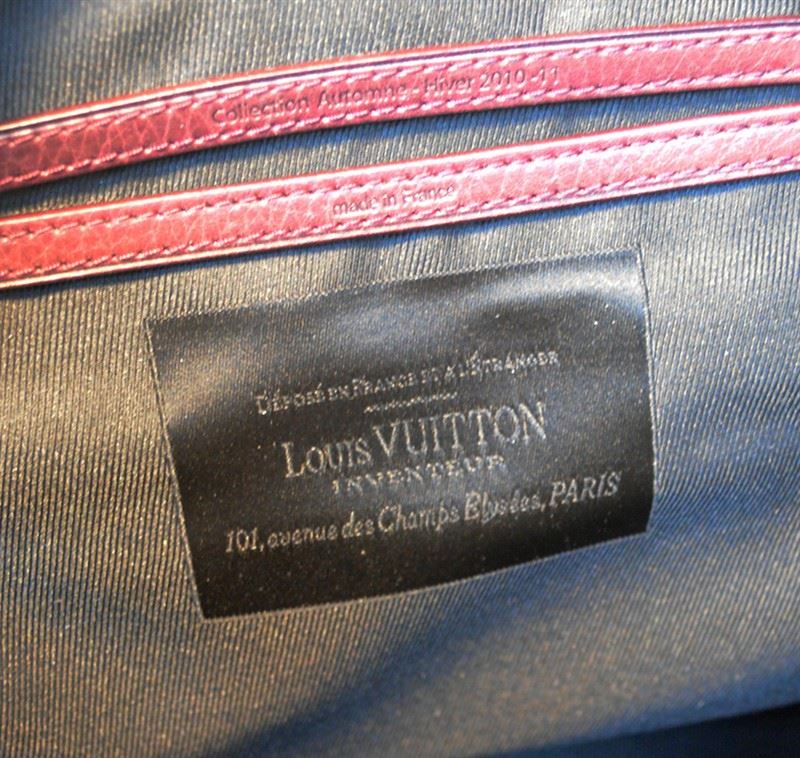 Collection Automne - Hiver 2010-11
made in France
DÉPOSÉ EN FRANCE ET A L'ÉTRANGER
LOUIS VUITTON
INVENTEUR
101, avenue des Champs Elysées, PARIS